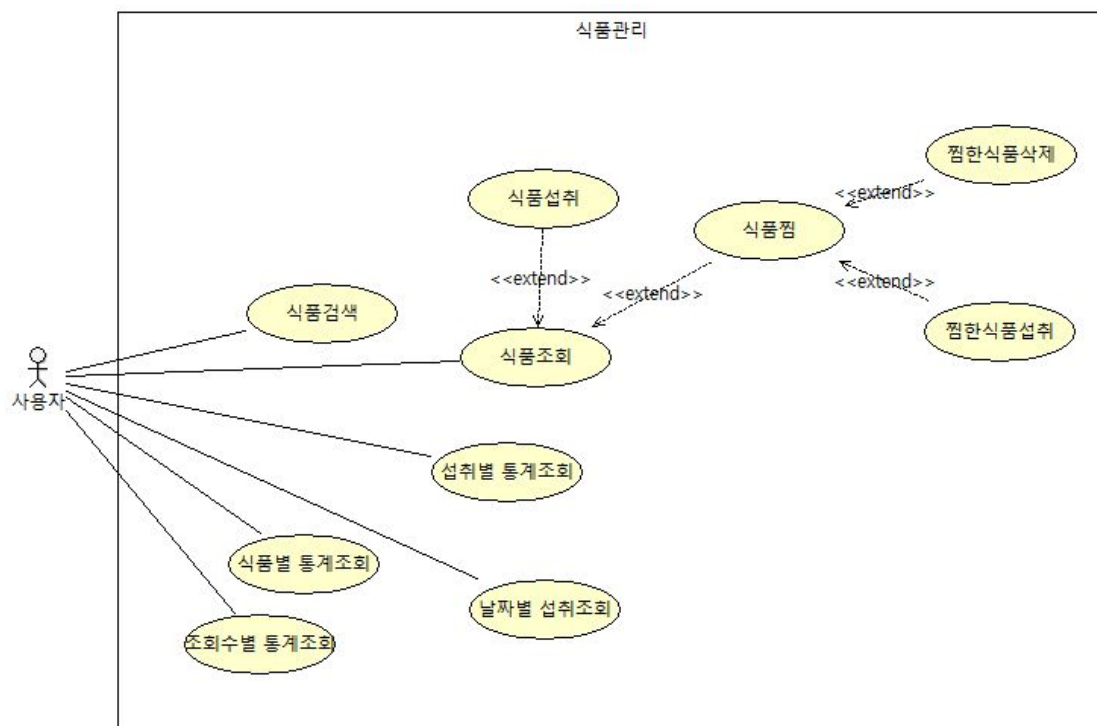 식품관리
찜한식품삭제
식품섭취
<<extend>>
식품찜
<<extend>>
<<extend>>
<<extend>>
식품검색
찜한식품섭취
식품조회
사용자
섭취별 통계조회
식품별 통계조회
날짜별 섭취조회
조회수별 통계조회